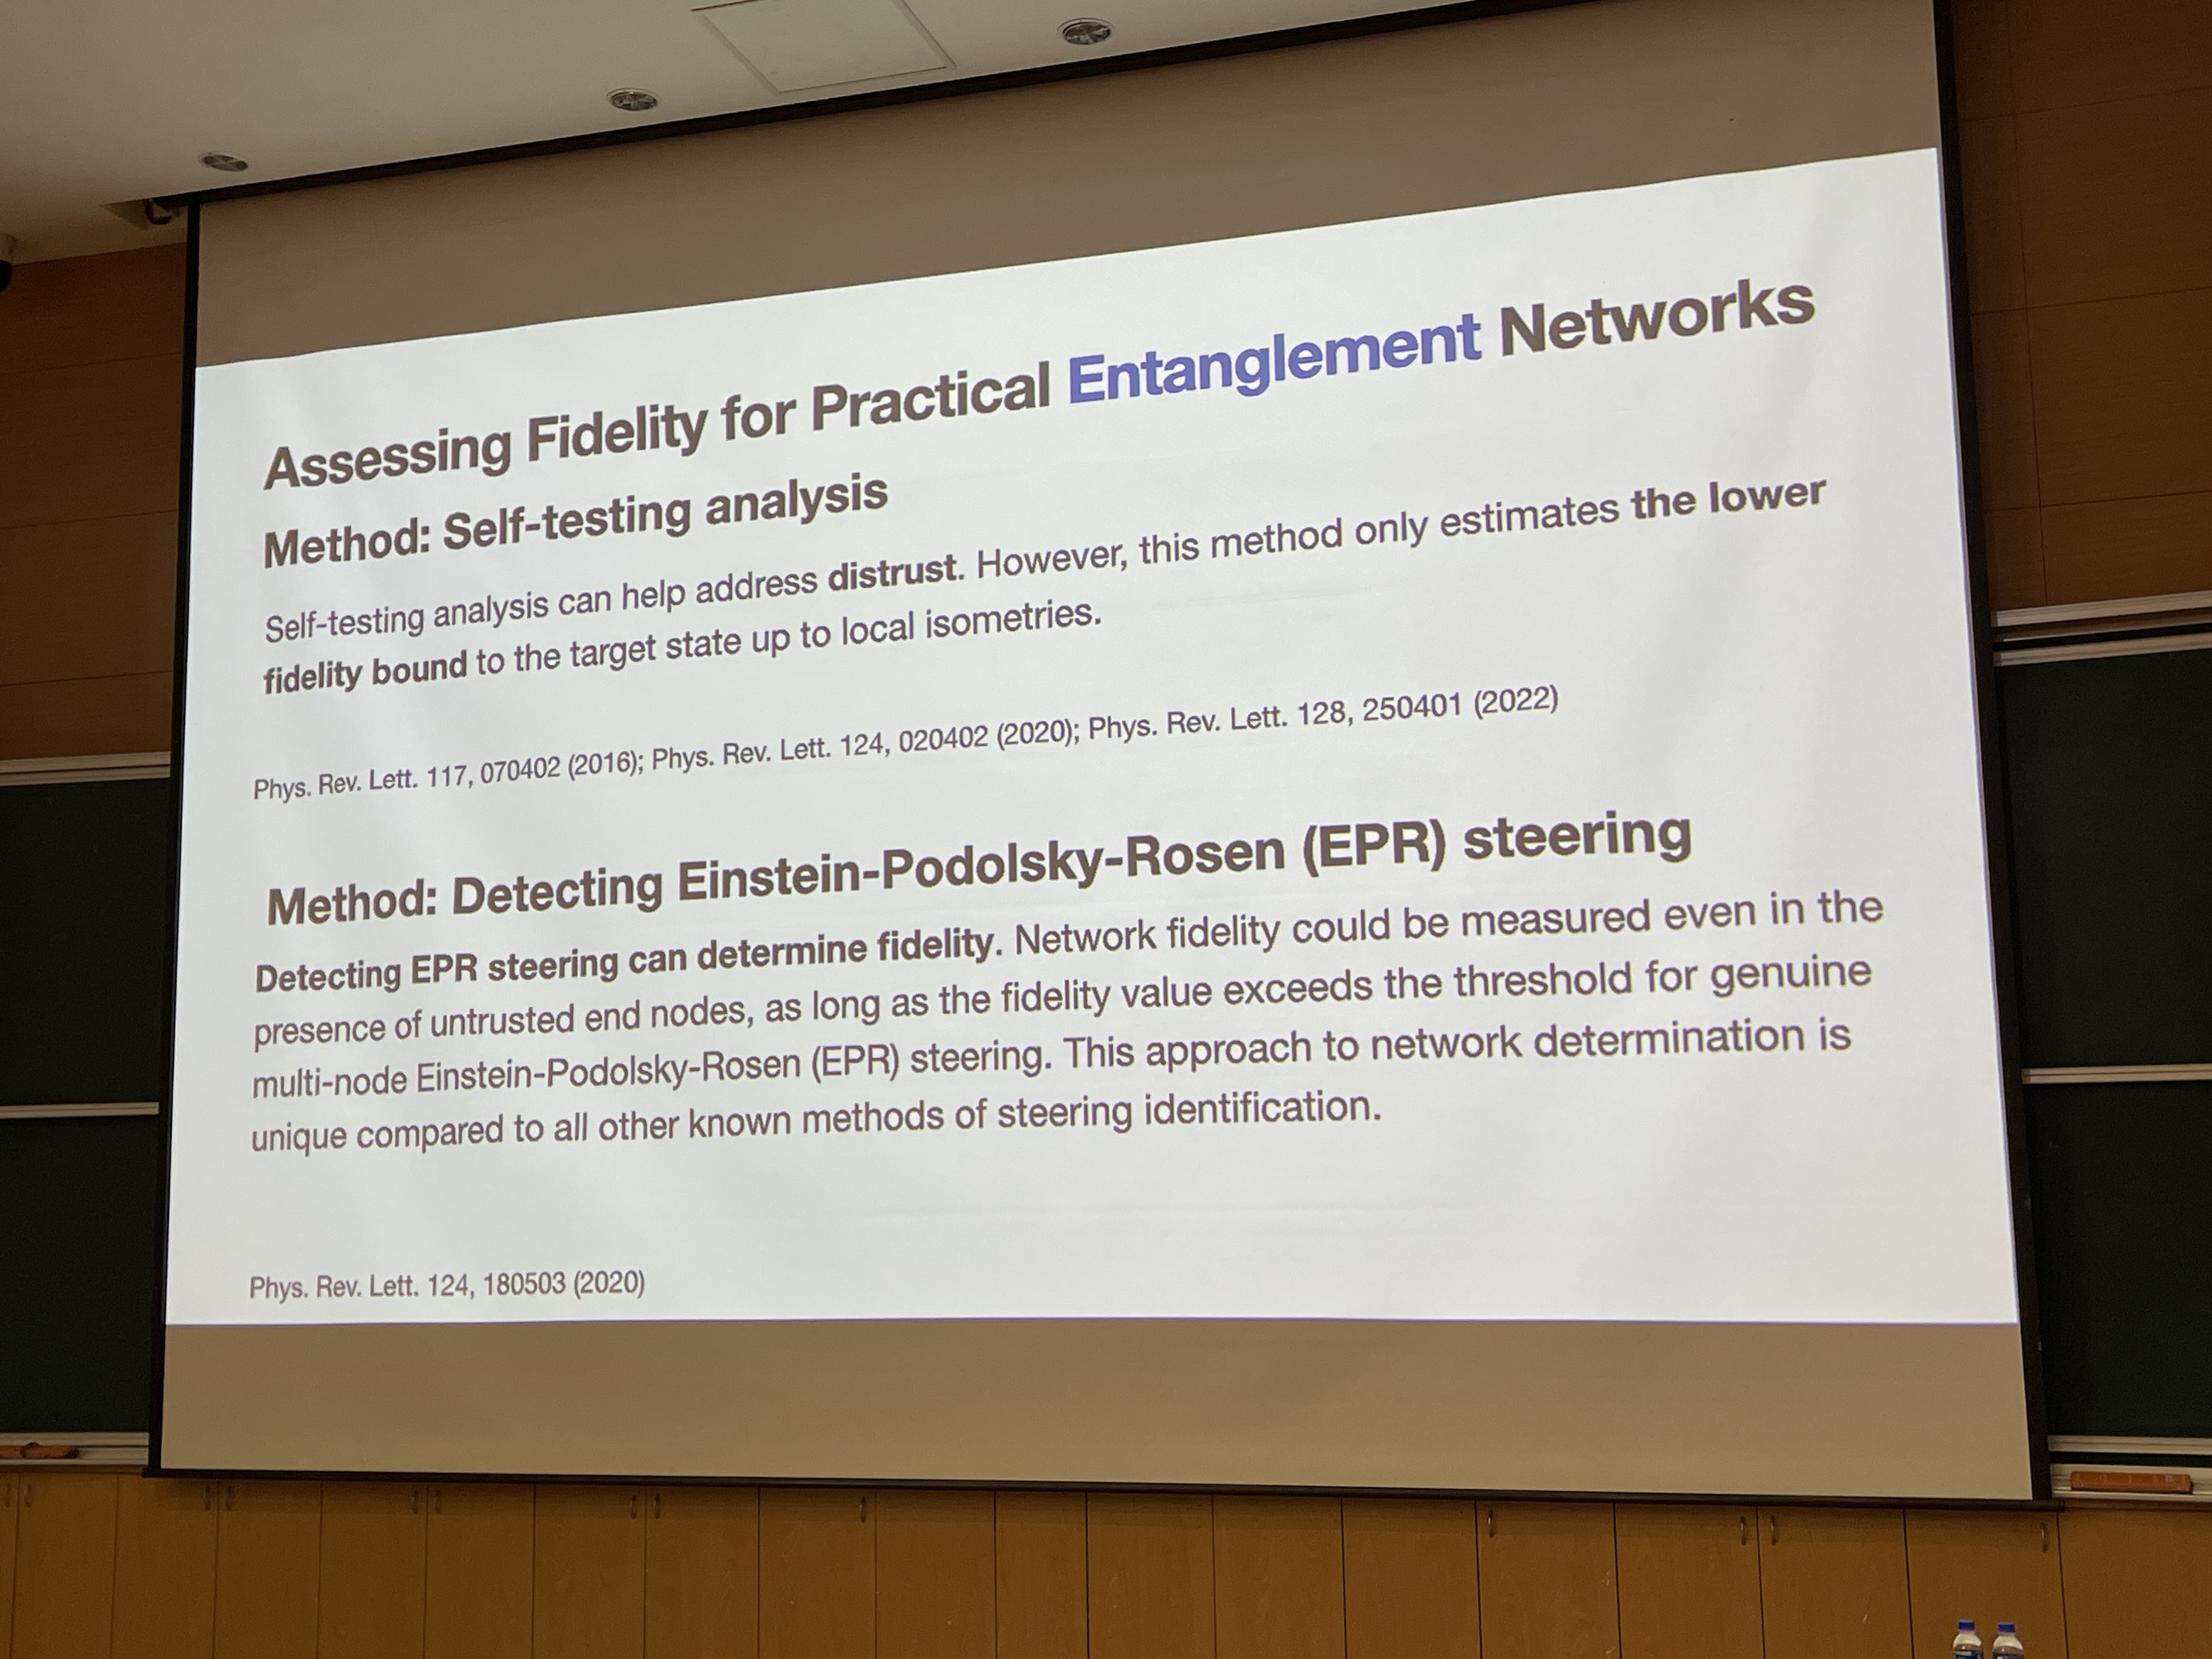 Assessing Fidelity for Practical Entanglement Networks
Method: Self-testing analysis
Self-testing analysis can help address distrust. However, this method only estimates the lower
fidelity bound to the target state up to local isometries.
Phys. Rev. Lett. 117, 070402 (2016); Phys. Rev. Lett. 124, 020402 (2020); Phys. Rev. Lett. 128, 250401 (2022)
Method: Detecting Einstein-Podolsky-Rosen (EPR) steering
Detecting EPR steering can determine fidelity. Network fidelity could be measured even in the
presence of untrusted end nodes, as long as the fidelity value exceeds the threshold for genuine
multi-node Einstein-Podolsky-Rosen (EPR) steering. This approach to network determination is
unique compared to all other known methods of steering identification.
Phys. Rev. Lett. 124, 180503 (2020)